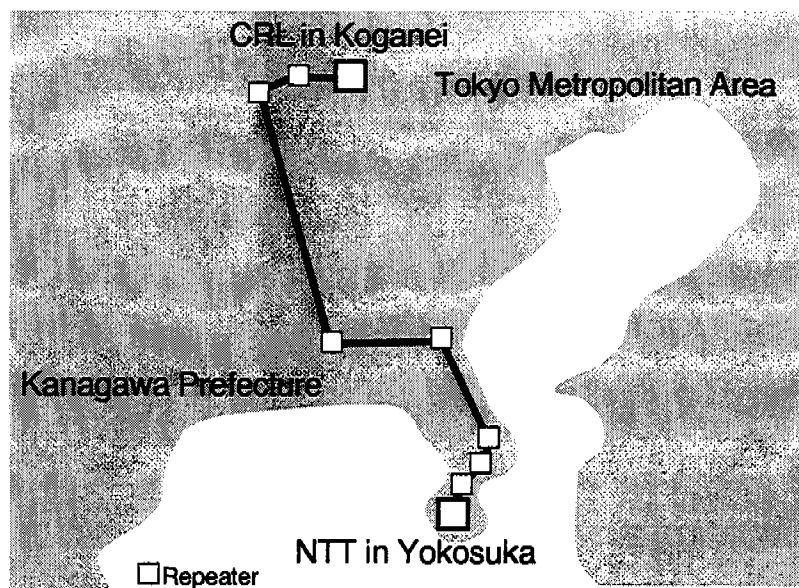 CRL in Koganei
Tokyo Metropolitan Area
Kanagawa Prefecture
NTT in Yokosuka
Repeater